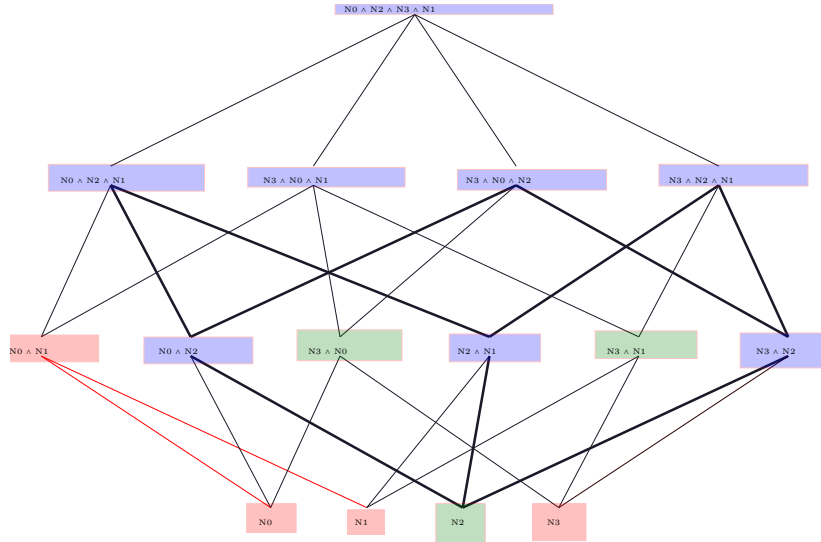 N0 ∧ N2 ∧ N3 ∧ N1
N0 ∧ N2 ∧ N1
N3 ∧ N0 ∧ N1
N3 ∧ N0 ∧ N2
N3 ∧ N2 ∧ N1
N0 ∧ N1
N0 ∧ N2
N3 ∧ N0
N2 ∧ N1
N3 ∧ N1
N3 ∧ N2
N0
N1
N2
N3